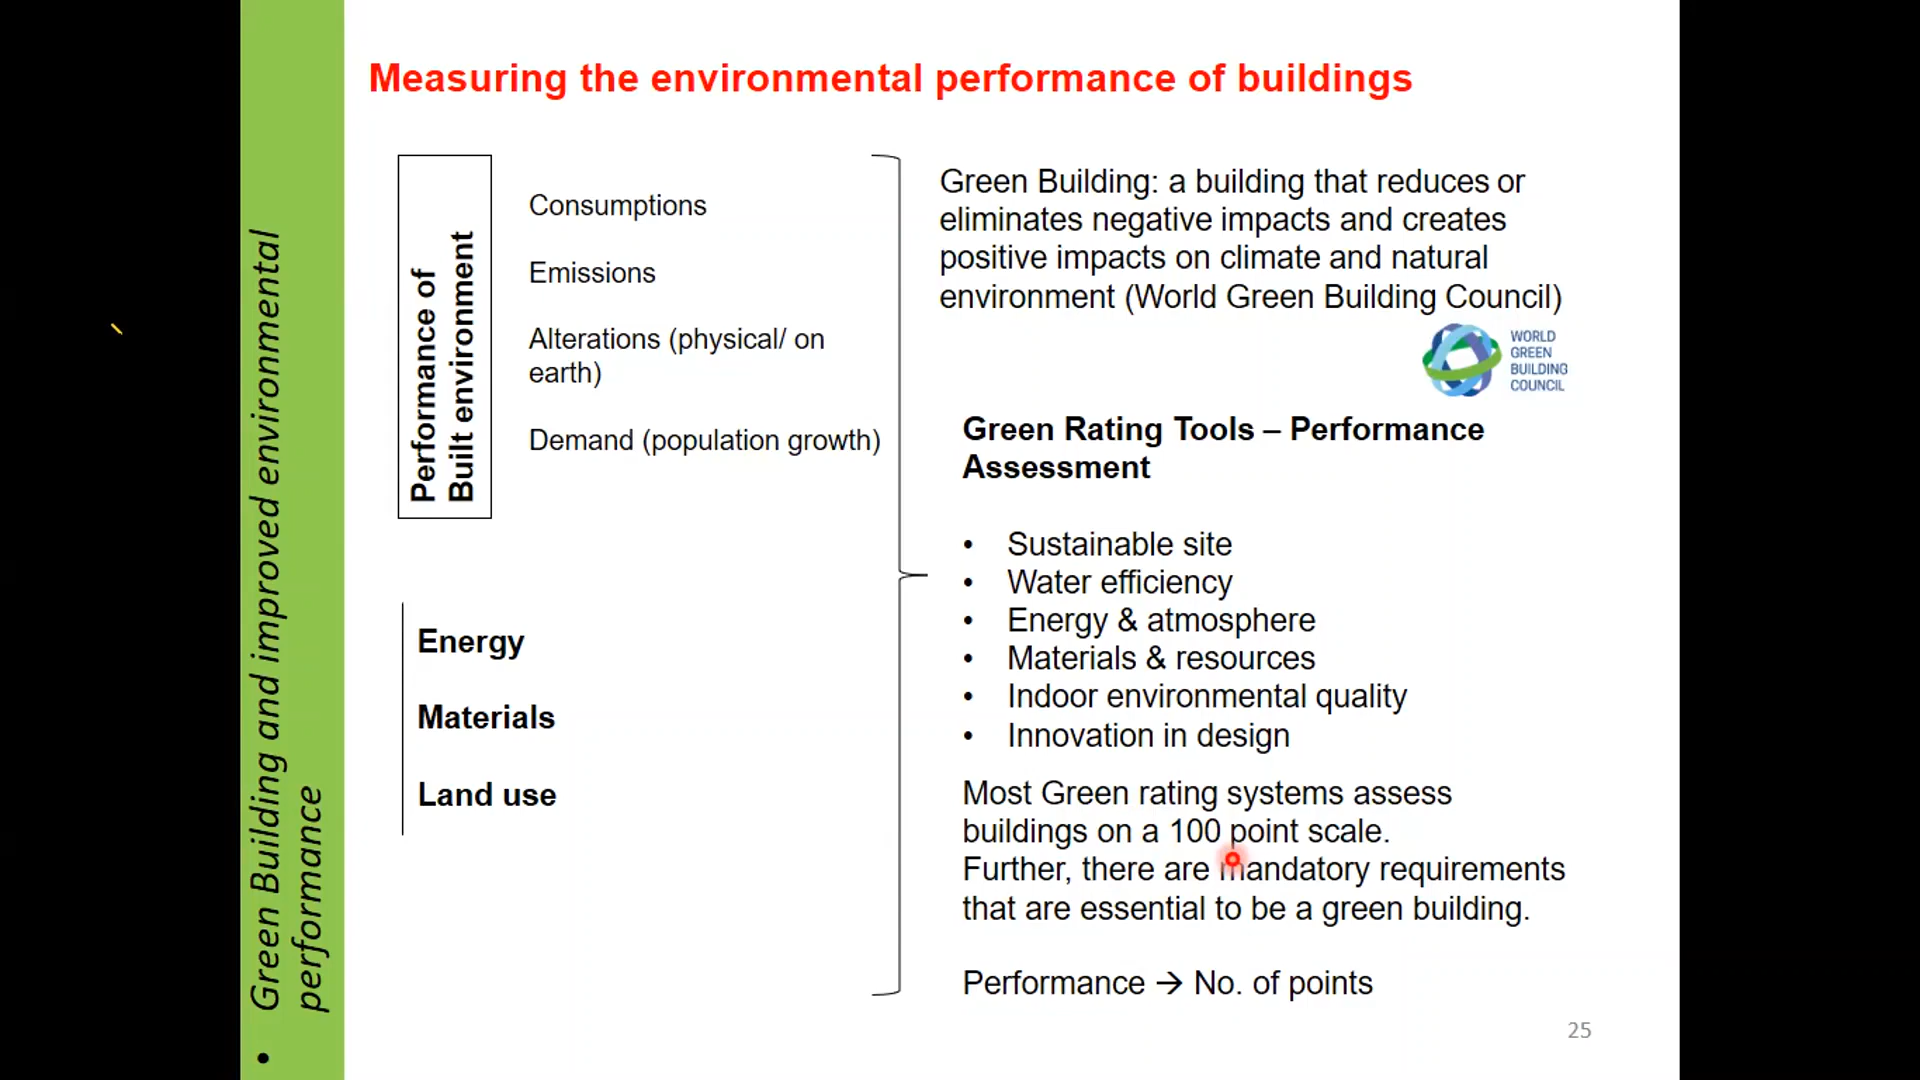 Measuring the environmental performance of buildings
• Green Building and improved environmental
performance
Performance of
Built environment
Consumptions
Emissions
Alterations (physical/ on
earth)
Demand (population growth)
Energy
Materials
Land use
Green Building: a building that reduces or
eliminates negative impacts and creates
positive impacts on climate and natural
environment (World Green Building Council)
WORLD
GREEN
BUILDING
COUNCIL
Green Rating Tools – Performance
Assessment
• Sustainable site
• Water efficiency
• Energy & atmosphere
• Materials & resources
• Indoor environmental quality
• Innovation in design
Most Green rating systems assess
buildings on a 100 point scale.
Further, there are mandatory requirements
that are essential to be a green building.
Performance → No. of points
25